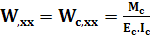 W,xx = Wc,xx = Mc / Ec.Ic